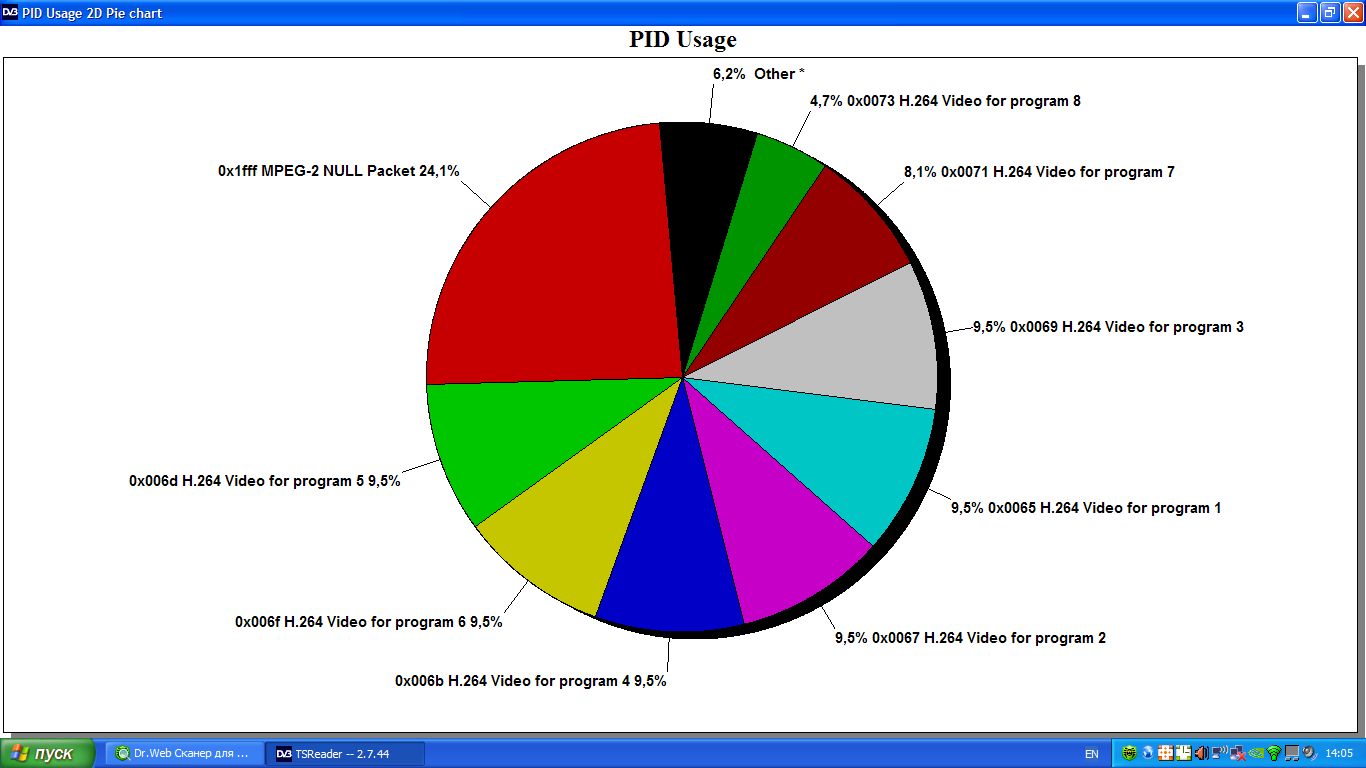 DVB PID Usage 2D Pie chart
PID Usage
6,2% Other *
4,7% 0x0073 H.264 Video for program 8
0x1fff MPEG-2 NULL Packet 24,1%
8,1% 0x0071 H.264 Video for program 7
9,5% 0x0069 H.264 Video for program 3
0x006d H.264 Video for program 5 9,5%
9,5% 0x0065 H.264 Video for program 1
0x006f H.264 Video for program 6 9,5%
9,5% 0x0067 H.264 Video for program 2
0x006b H.264 Video for program 4 9,5%
пуск
Dr.Web Сканер для ...
DVB TSReader -- 2.7.44
EN
14:05